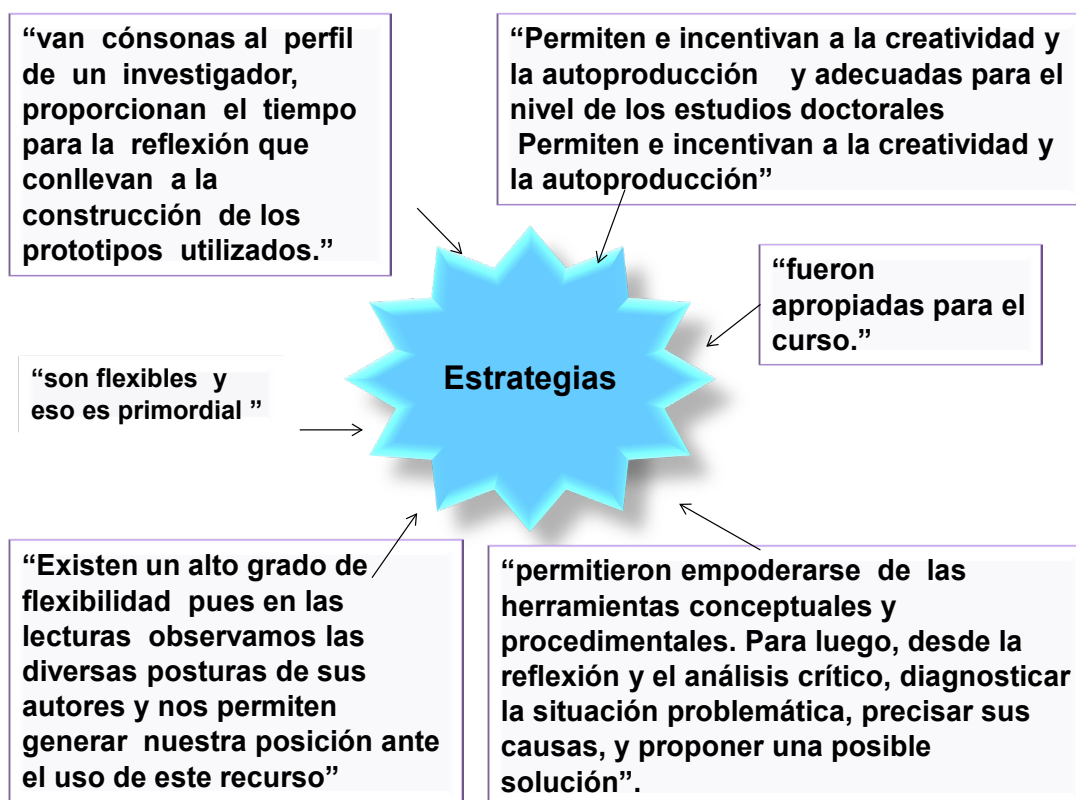 “van cónsonas al perfil
de un investigador,
proporcionan el tiempo
para la reflexión que
conllevan a la
construcción de los
prototipos utilizados.”
“Permiten e incentivan a la creatividad y
la autoproducción y adecuadas para el
nivel de los estudios doctorales
Permiten e incentivan a la creatividad y
la autoproducción”
“fueron
apropiadas para el
curso.”
Estrategias
“son flexibles y
eso es primordial ”
“Existen un alto grado de
flexibilidad pues en las
lecturas observamos las
diversas posturas de sus
autores y nos permiten
generar nuestra posición ante
el uso de este recurso”
“permitieron empoderarse de las
herramientas conceptuales y
procedimentales. Para luego, desde la
reflexión y el análisis crítico, diagnosticar
la situación problemática, precisar sus
causas, y proponer una posible
solución”.